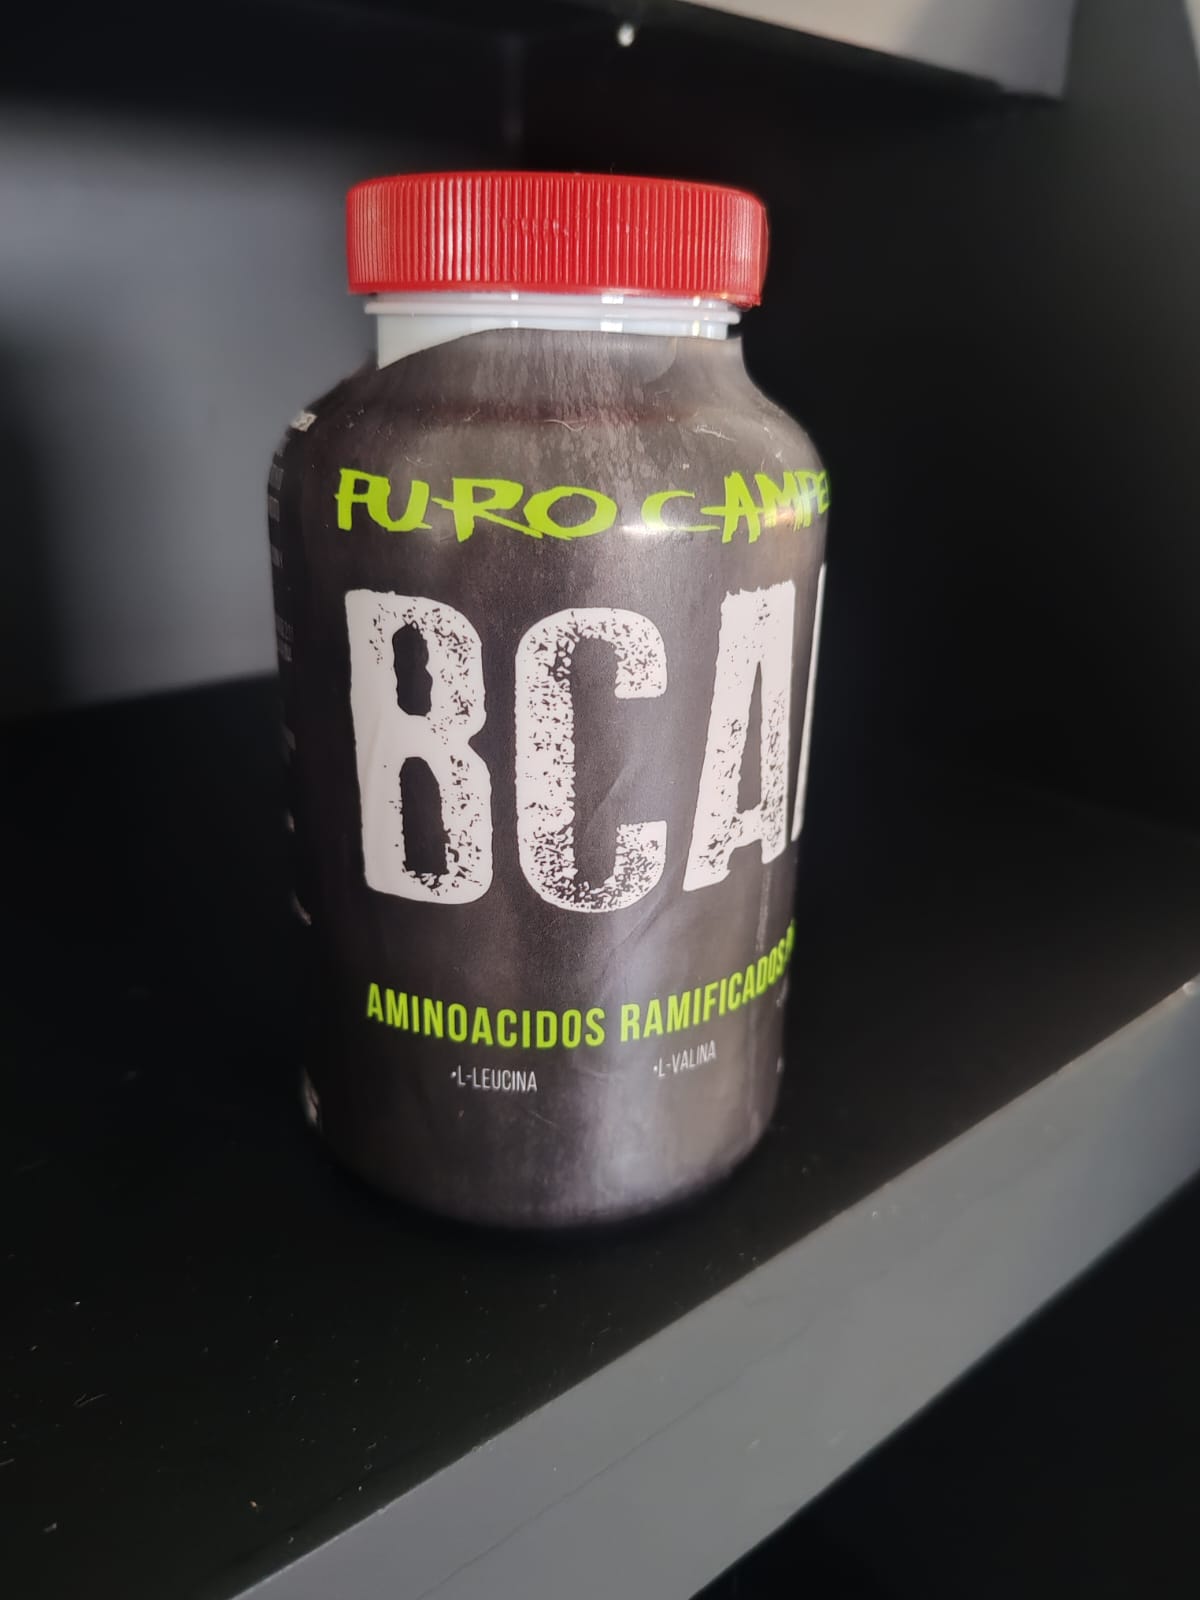 PURO CAMPE
BCA
AMINOACIDOS RAMIFICADOS
•L-LEUCINA •L-VALINA